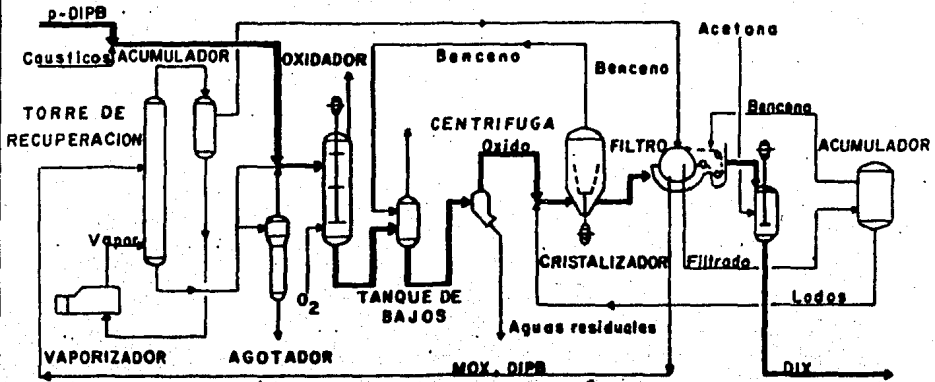 p-DIPB
Causticos
ACUMULADOR
OXIDADOR
Benceno
Benceno
Acetona
Benceno
TORRE DE
RECUPERACION
CENTRIFUGA
Oxido
FILTRO
ACUMULADOR
Vapor
O2
CRISTALIZADOR
Filtrado
TANQUE DE
BAJOS
Lodos
Aguas residuales
VAPORIZADOR
AGOTADOR
MOX. DIPB
DIX